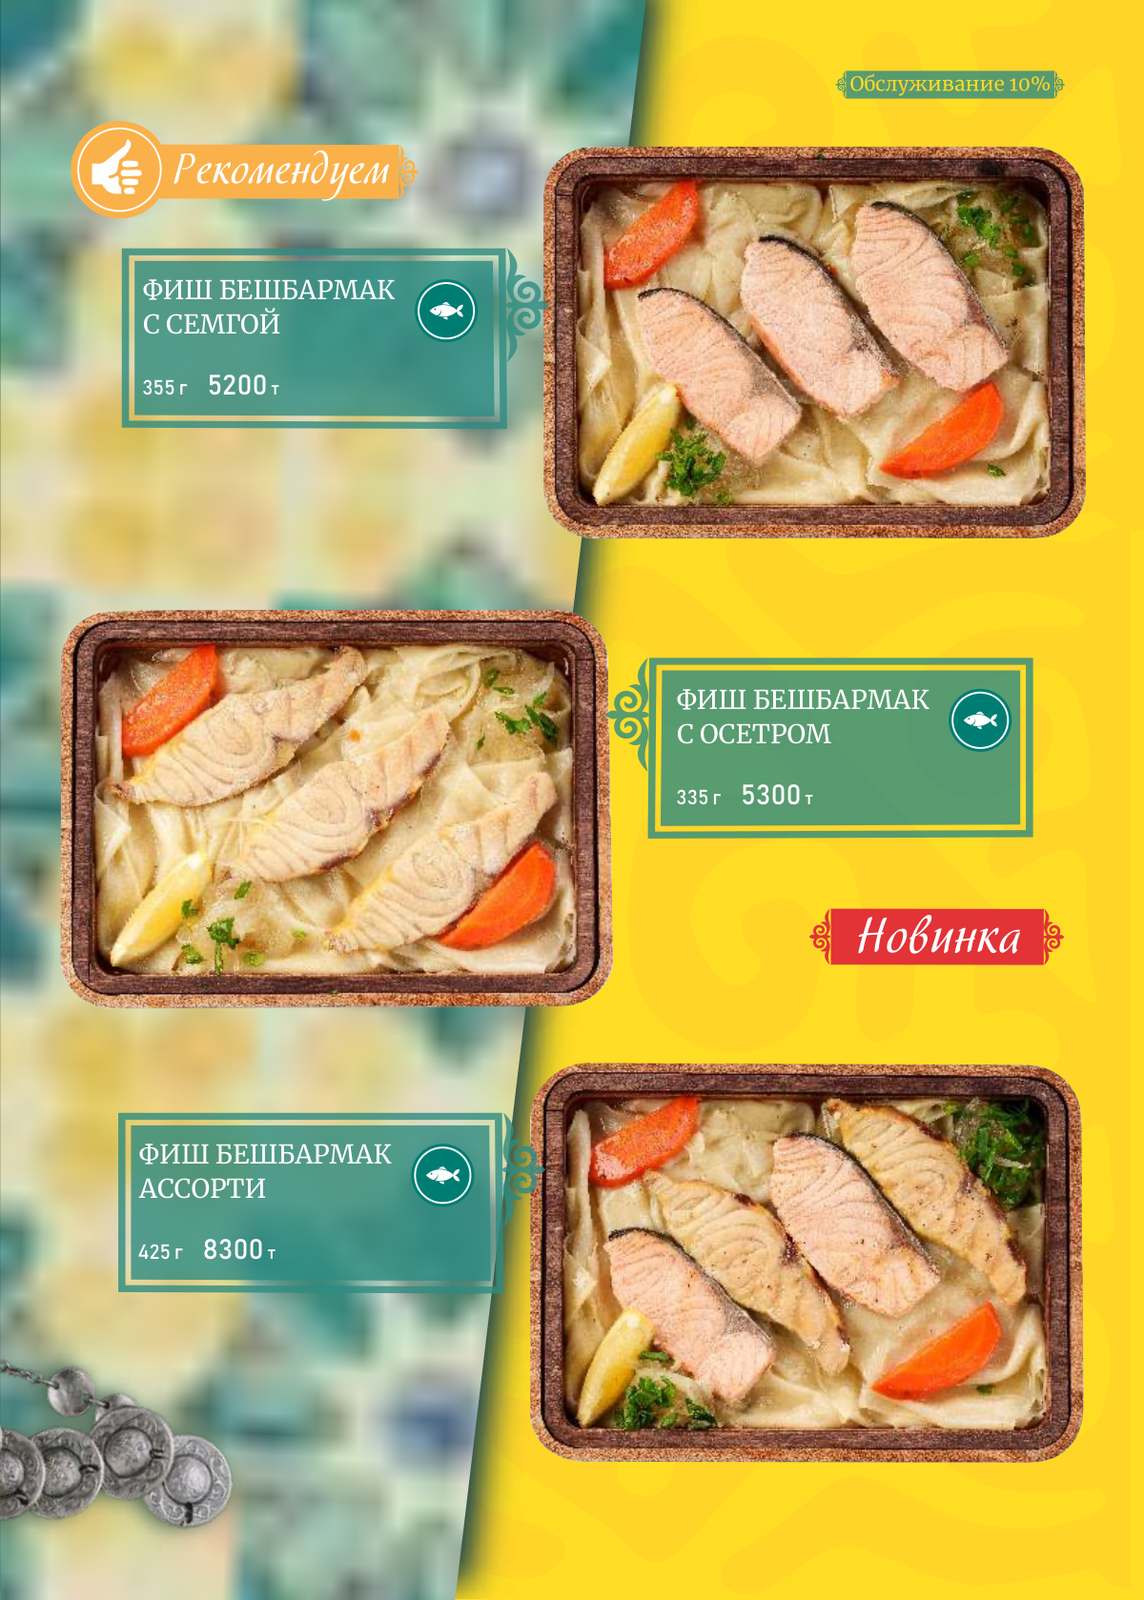 Обслуживание 10%
Рекомендуем
ФИШ БЕШБАРМАК
С СЕМГОЙ
355 г 5200 т
ФИШ БЕШБАРМАК
С ОСЕТРОМ
335 г 5300 т
Новинка
ФИШ БЕШБАРМАК
АССОРТИ
425 г 8300 т